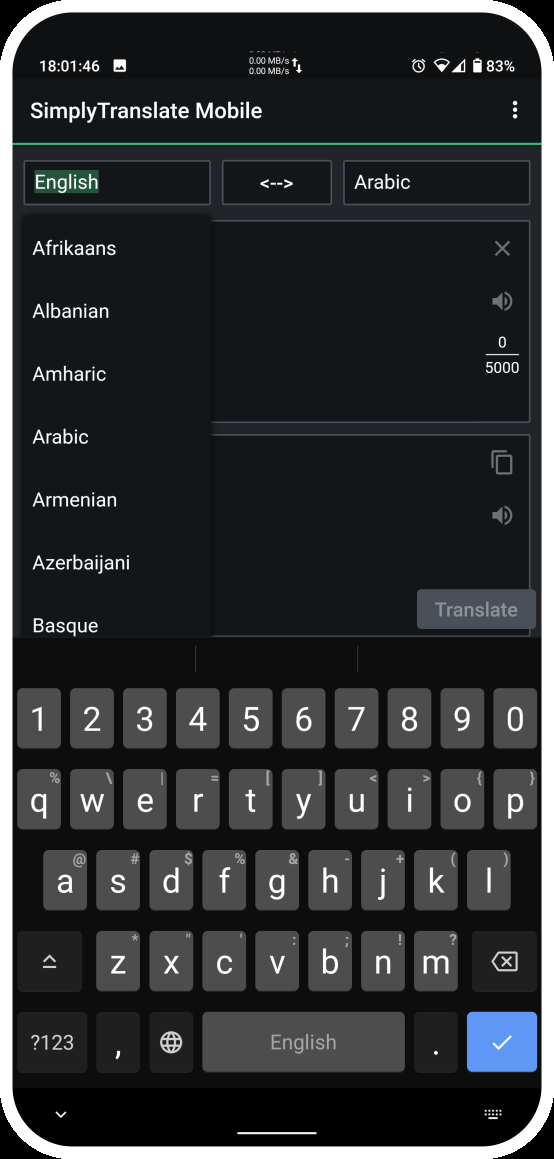 18:01:46 0.00 MB/s 0.00 MB/s 83%
SimplyTranslate Mobile
English <--> Arabic
Afrikaans
Albanian
Amharic
Arabic
Armenian
Azerbaijani
Basque
0
5000
Translate
1 2 3 4 5 6 7 8 9 0
% \ | = [ ] < > { }
q w e r t y u i o p
@ # $ % & - + ( )
a s d f g h j k l
* " ' : ; ! ?
z x c v b n m
?123 , English .